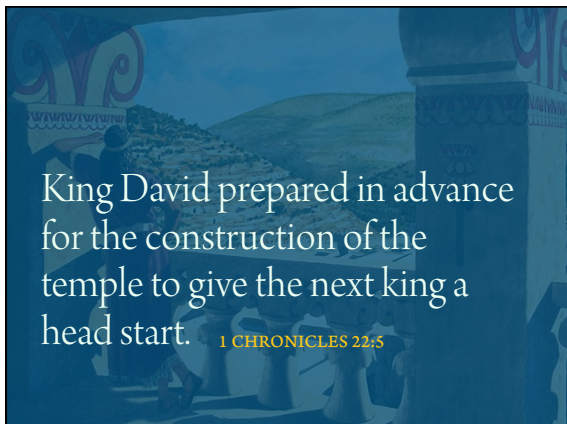 King David prepared in advance
for the construction of the
temple to give the next king a
head start. 1 CHRONICLES 22:5